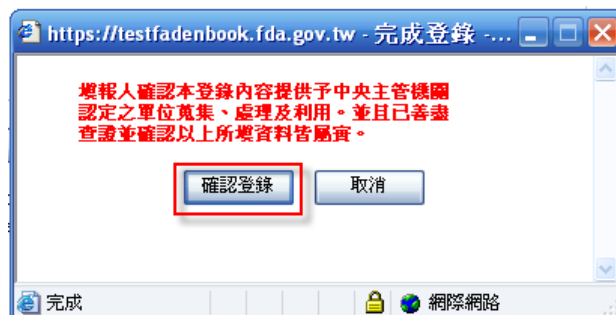 https://testfadenbook.fda.gov.tw - 完成登錄 -...
填報人確認本登錄內容提供予中央主管機關
認定之單位蒐集、處理及利用。並且已善盡
查證並確認以上所填資料皆屬實。
確認登錄 取消
完成 網際網路